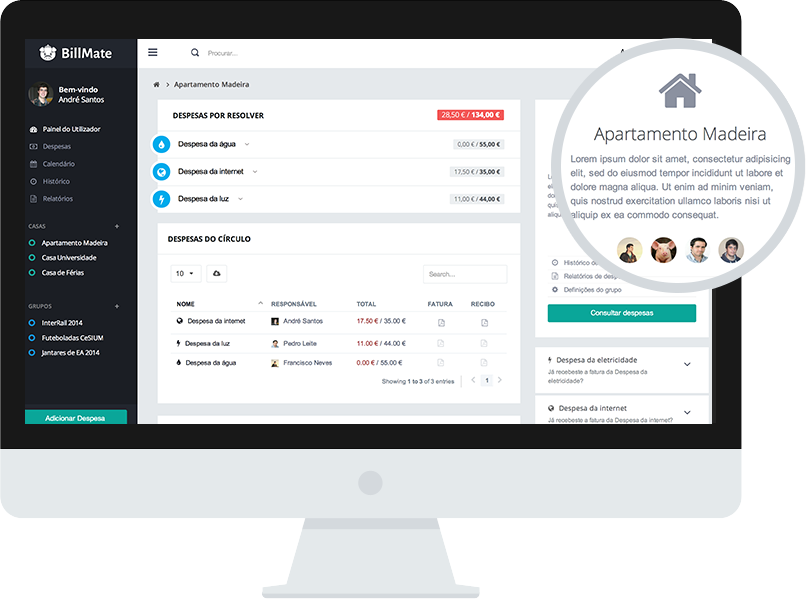 BillMate
Procurar...
Bem-vindo
André Santos
Painel do Utilizador
Despesas
Calendário
Histórico
Relatórios
CASAS +
Apartamento Madeira
Casa Universidade
Casa de Férias
GRUPOS +
InterRail 2014
Futeboladas CeSIUM
Jantares de EA 2014
Adicionar Despesa
Apartamento Madeira
DESPESAS POR RESOLVER
28,50 € / 134,00 €
Despesa da água
0,00 € / 55,00 €
Despesa da internet
17,50 € / 35,00 €
Despesa da luz
11,00 € / 44,00 €
DESPESAS DO CÍRCULO
10
Search...
NOME RESPONSÁVEL TOTAL FATURA RECIBO
Despesa da internet André Santos 17.50 € / 35.00 €
Despesa da luz Pedro Leite 11.00 € / 44.00 €
Despesa da água Francisco Neves 0.00 € / 55.00 €
Showing 1 to 3 of 3 entries
1
Apartamento Madeira
Lorem ipsum dolor sit amet, consectetur adipisicing
elit, sed do eiusmod tempor incididunt ut labore et
dolore magna aliqua. Ut enim ad minim veniam,
quis nostrud exercitation ullamco laboris nisi ut
aliquip ex ea commodo consequat.
Histórico
Relatórios de
Definições do grupo
Consultar despesas
Despesa da eletricidade
Já recebeste a fatura da Despesa da
eletricidade?
Despesa da internet
Já recebeste a fatura da Despesa da internet?